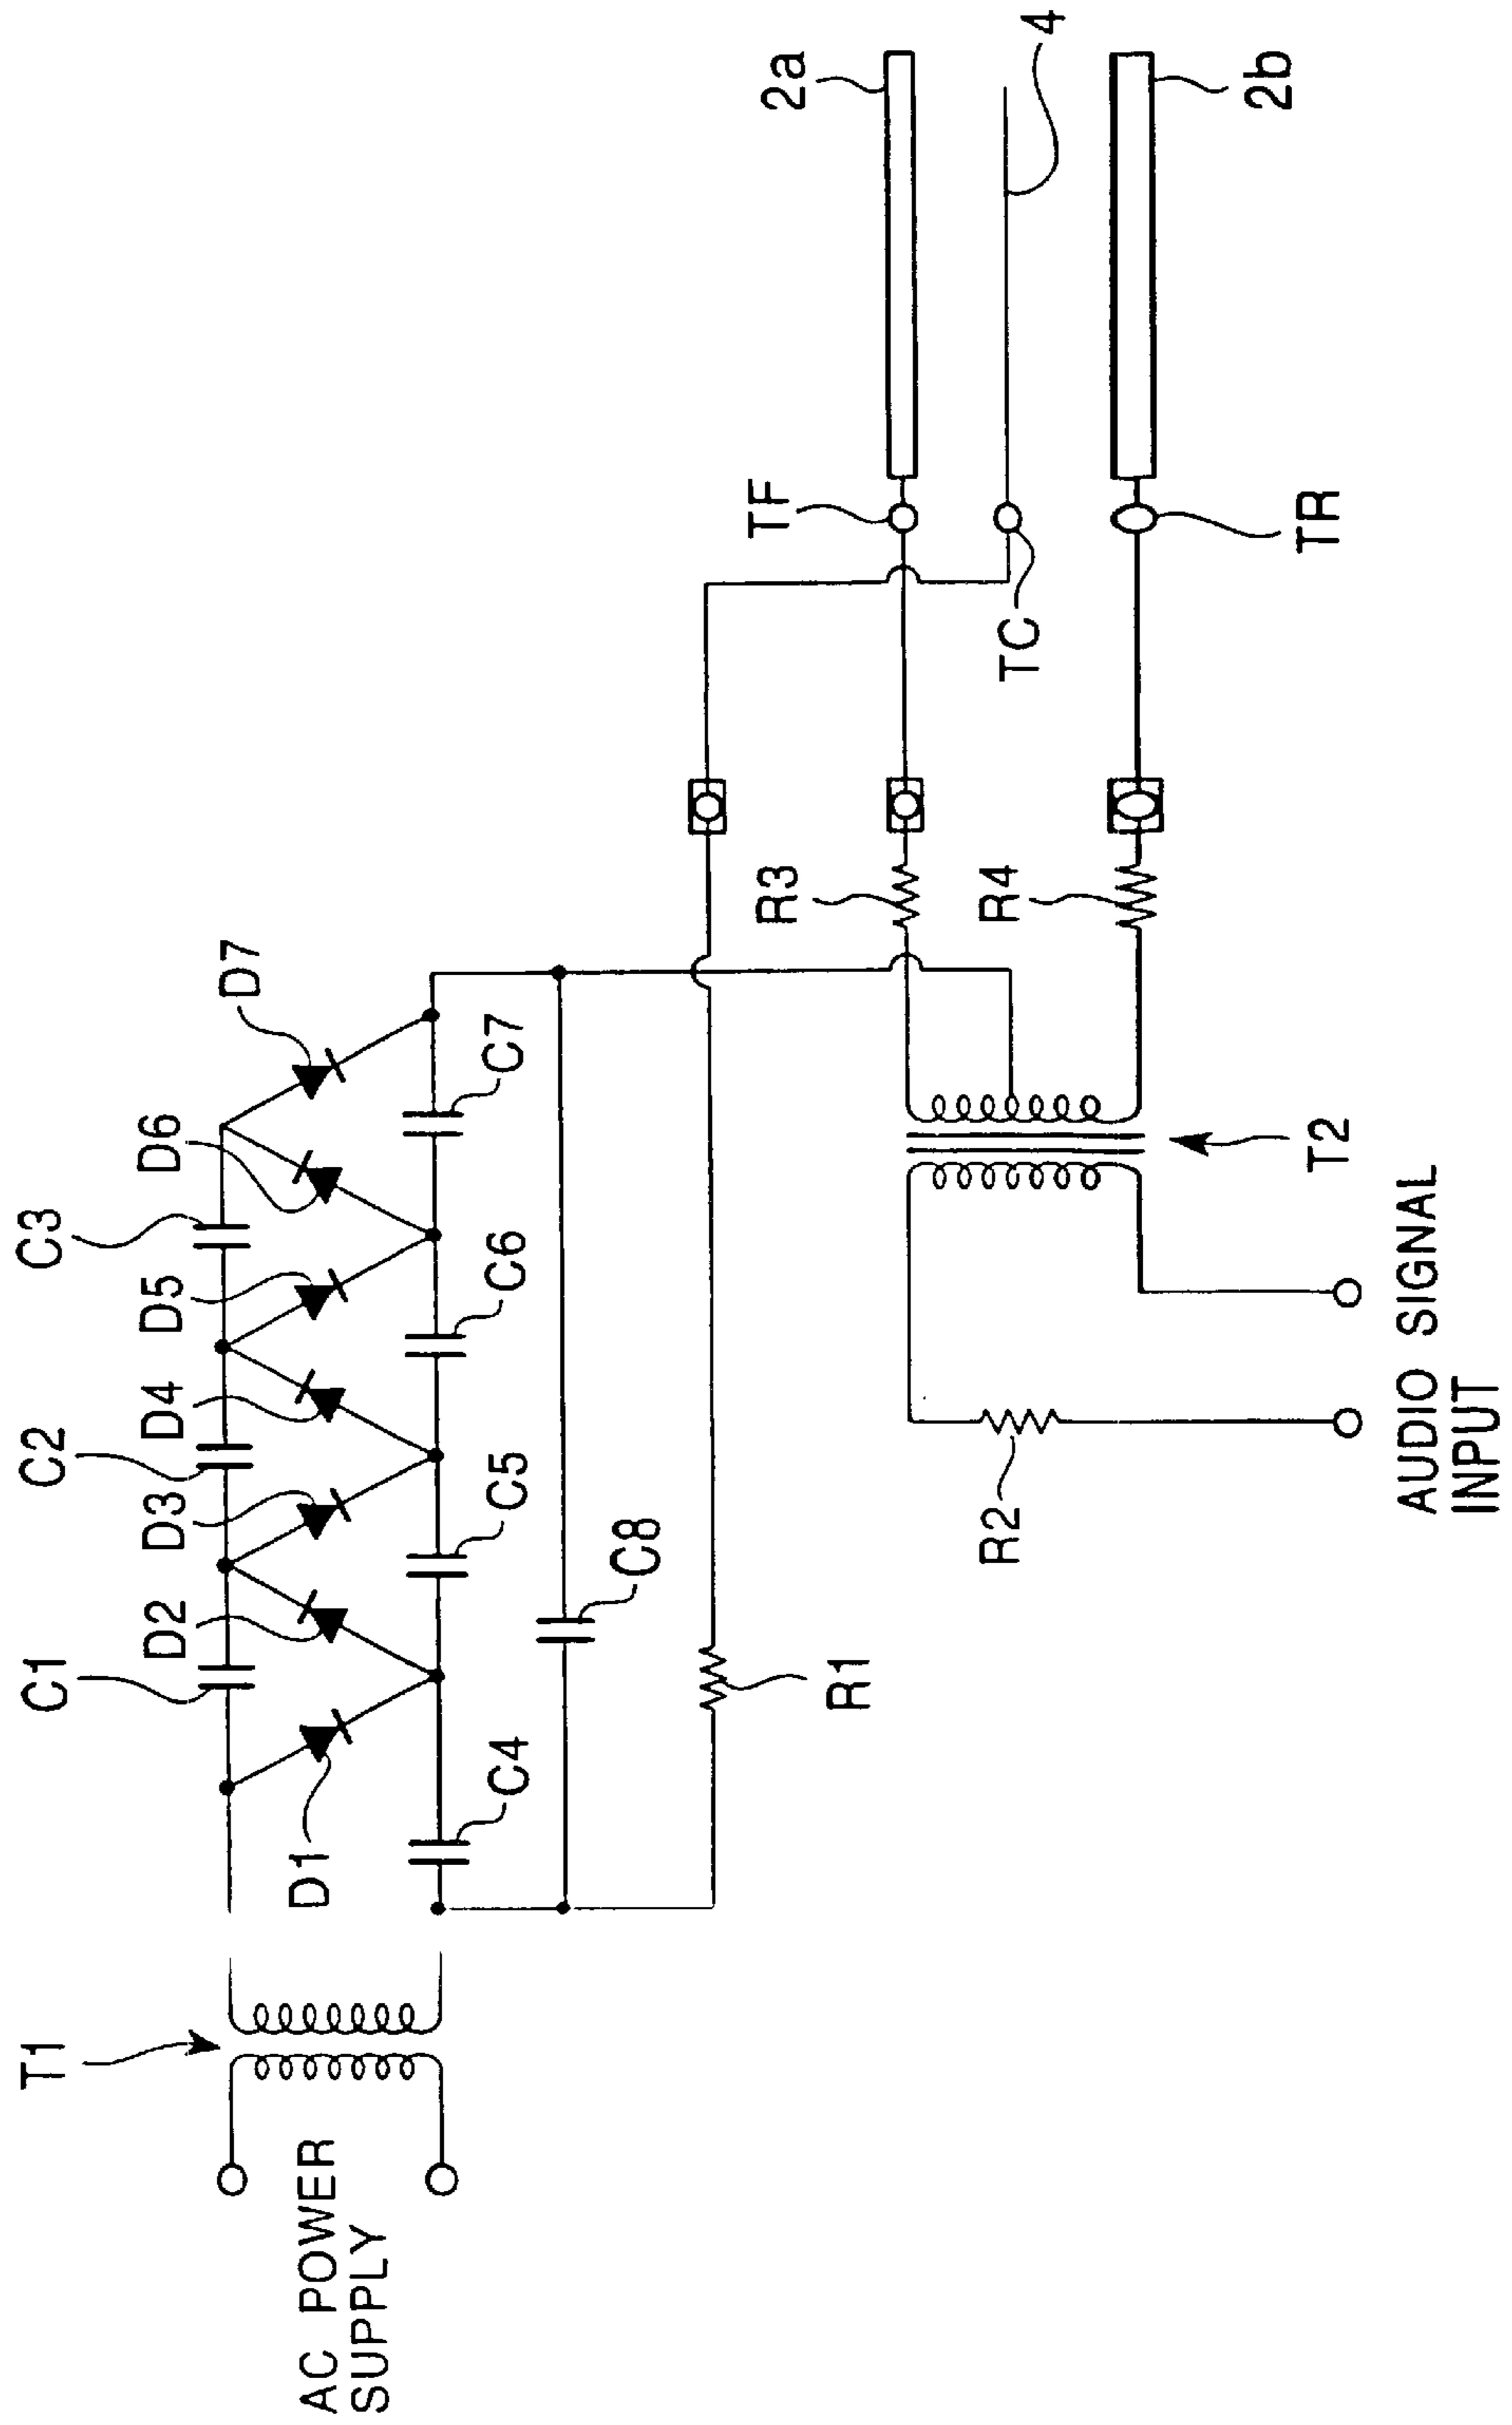 T1
AC POWER
SUPPLY
C1
C2
C3
D1
D2
D3
D4
D5
D6
D7
C4
C5
C6
C7
C8
R1
R2
AUDIO SIGNAL
INPUT
T2
R3
R4
TF
TC
TR
2a
4
2b